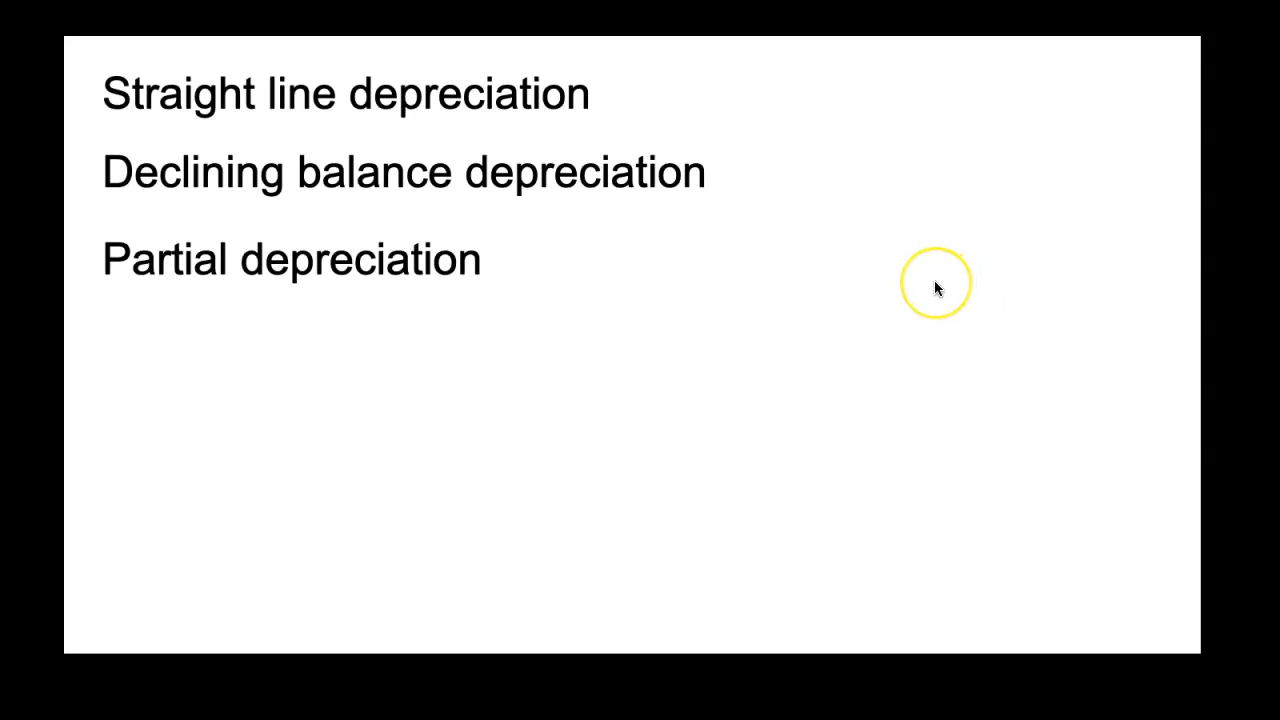 Straight line depreciation
Declining balance depreciation
Partial depreciation